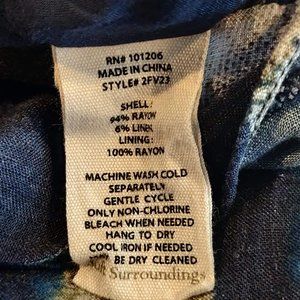 RN# 101206
MADE IN CHINA
STYLE# 2FV23
SHELL:
94% RAYON
6% LINEN
LINING:
100% RAYON
MACHINE WASH COLD
SEPARATELY
GENTLE CYCLE
ONLY NON-CHLORINE
BLEACH WHEN NEEDED
HANG TO DRY
COOL IRON IF NEEDED
BE DRY CLEANED
Surroundings